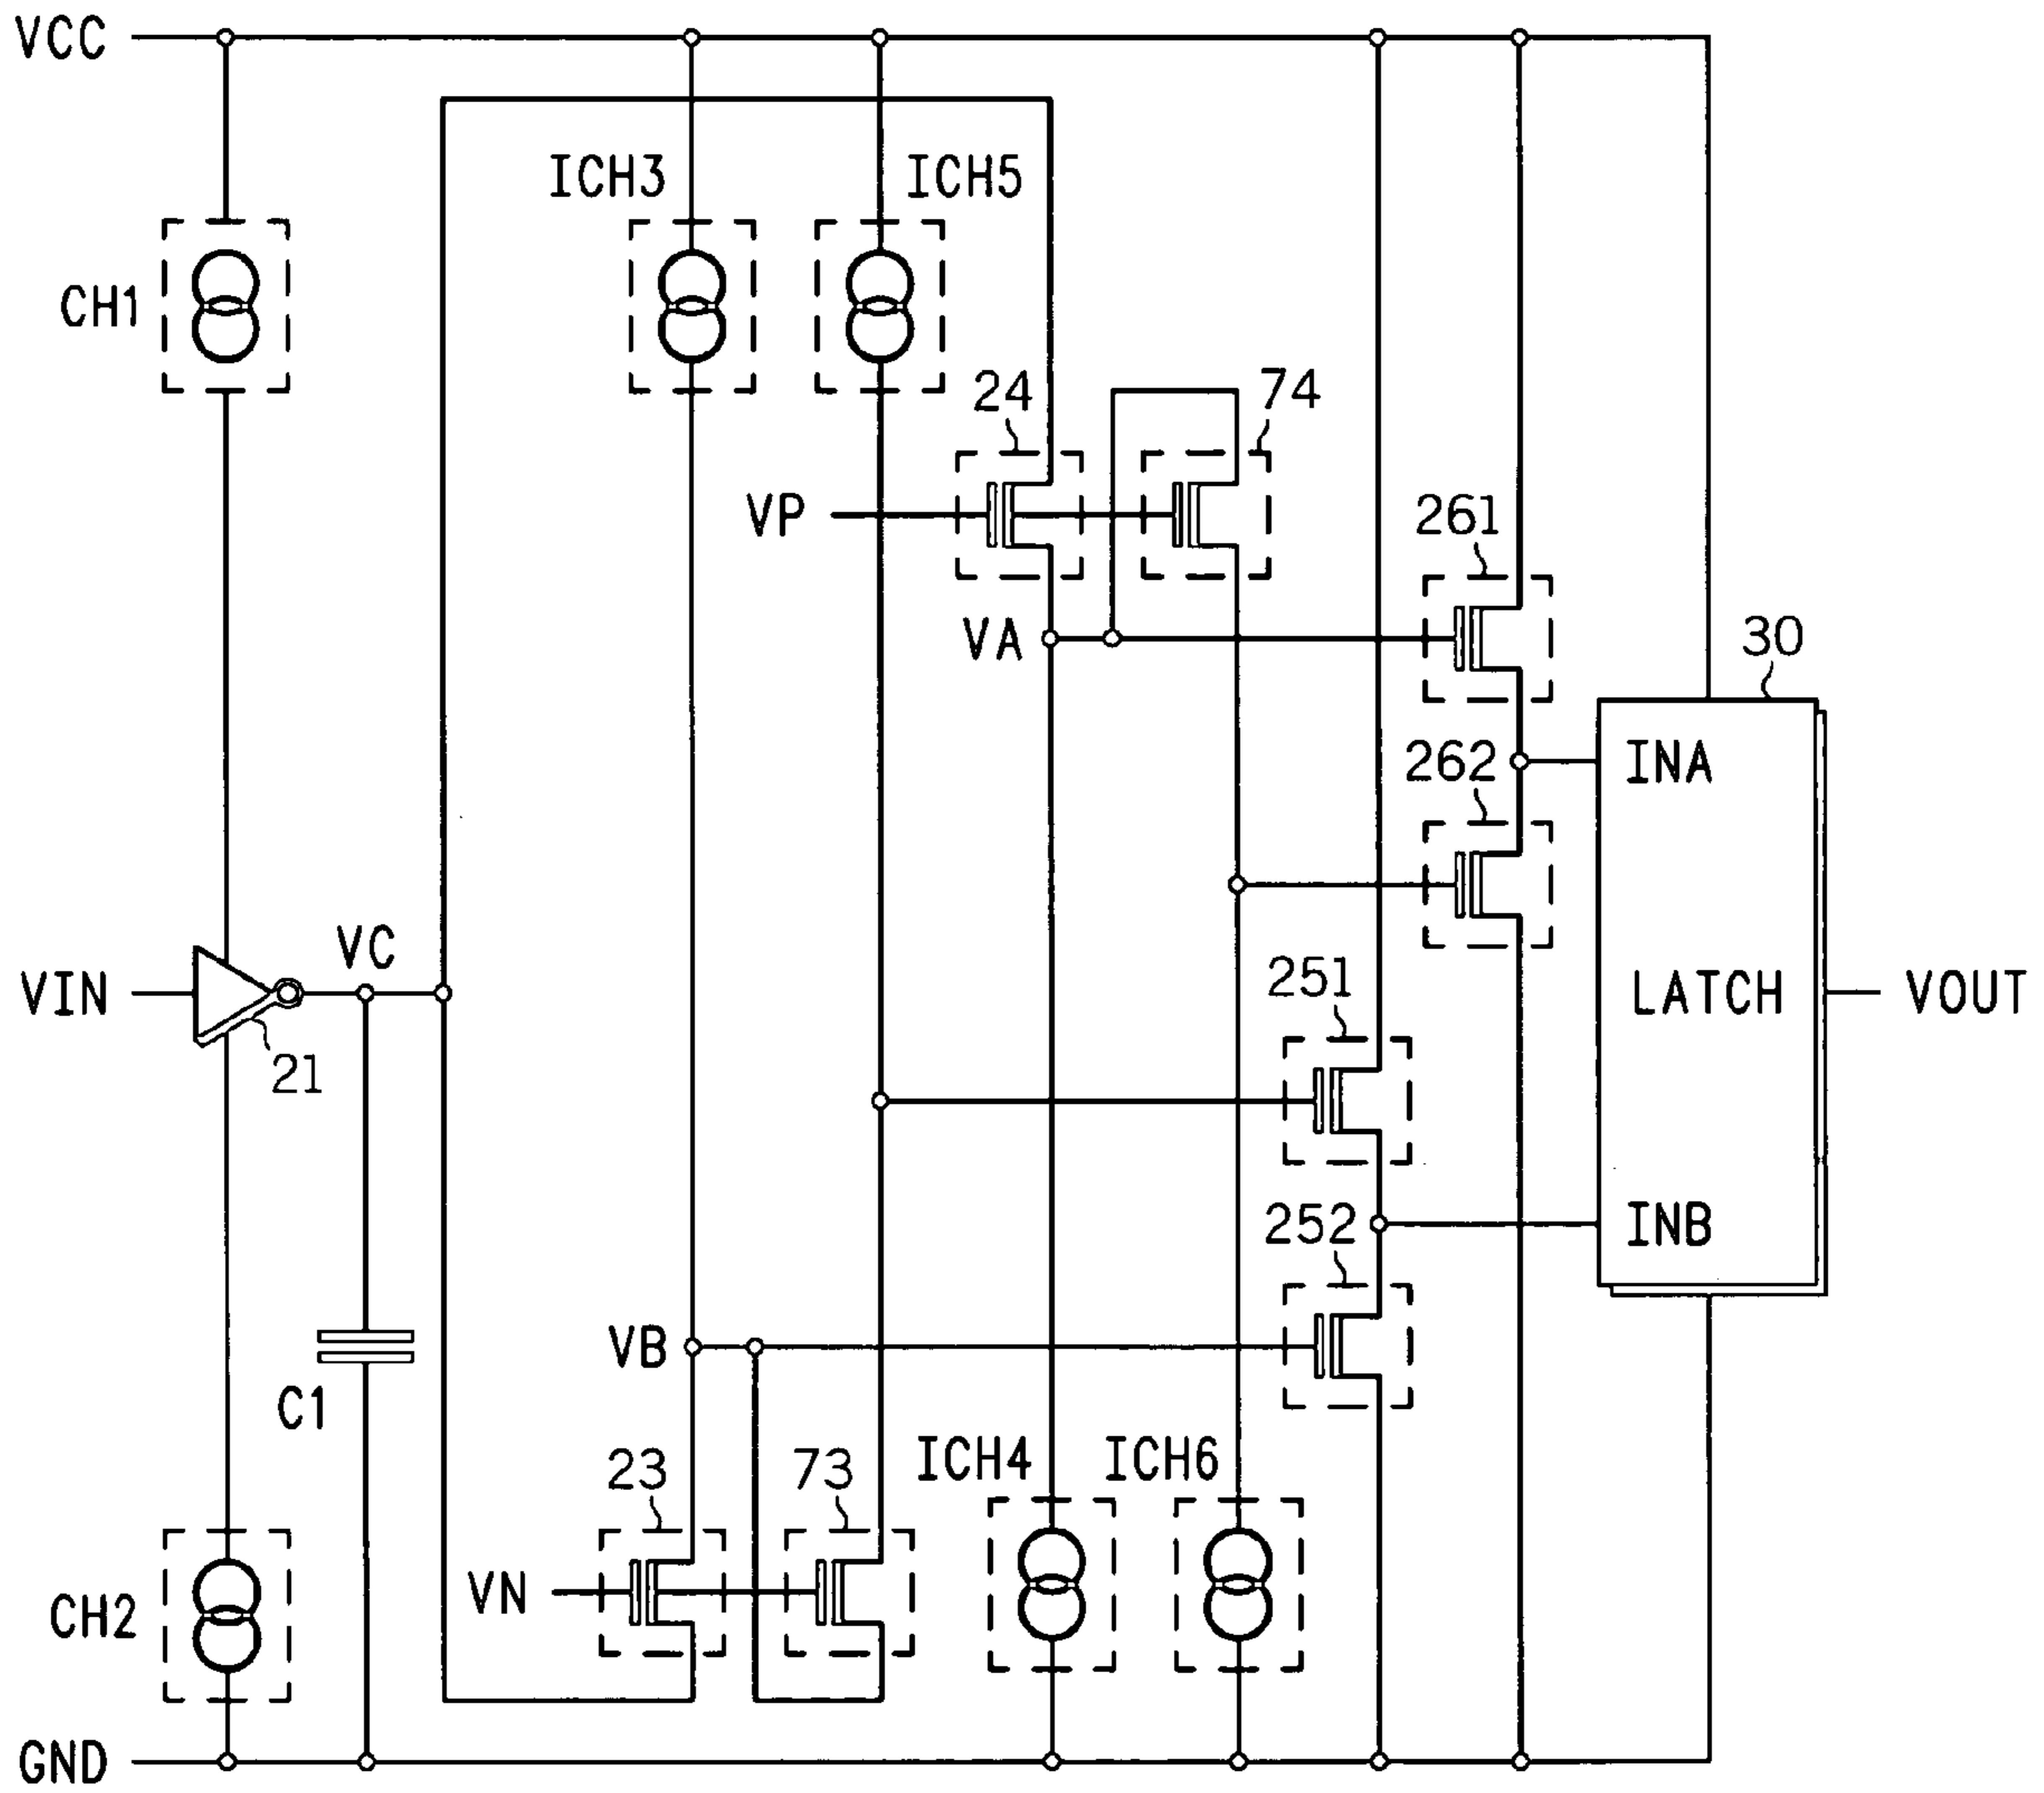 VCC
ICH3
ICH5
CH1
24
74
VP
261
VA
30
262
INA
VC
251
VIN
LATCH
VOUT
21
252
INB
VB
C1
23
73
ICH4
ICH6
VN
CH2
GND